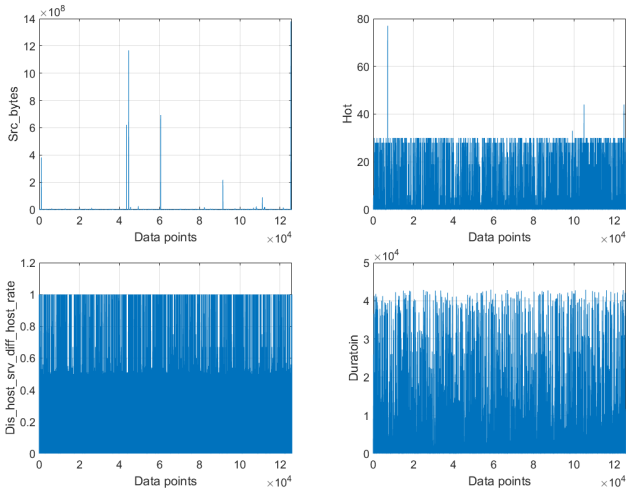 14 ×10⁸
12
10
8
6
4
2
0
Src_bytes
0 2 4 6 8 10 12
Data points
×10⁴
80
60
40
20
0
Hot
0 2 4 6 8 10 12
Data points
×10⁴
1.2
1
0.8
0.6
0.4
0.2
0
Dis_host_srv_diff_host_rate
0 2 4 6 8 10 12
Data points
×10⁴
5 ×10⁴
4
3
2
1
0
Duratoin
0 2 4 6 8 10 12
Data points
×10⁴